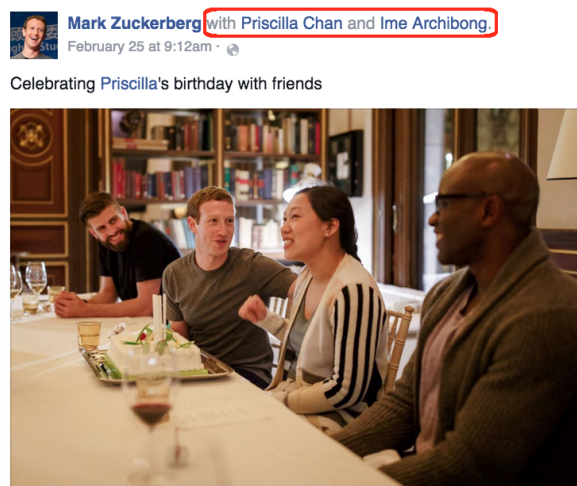 Mark Zuckerberg with Priscilla Chan and Ime Archibong.
February 25 at 9:12am ·
Celebrating Priscilla's birthday with friends